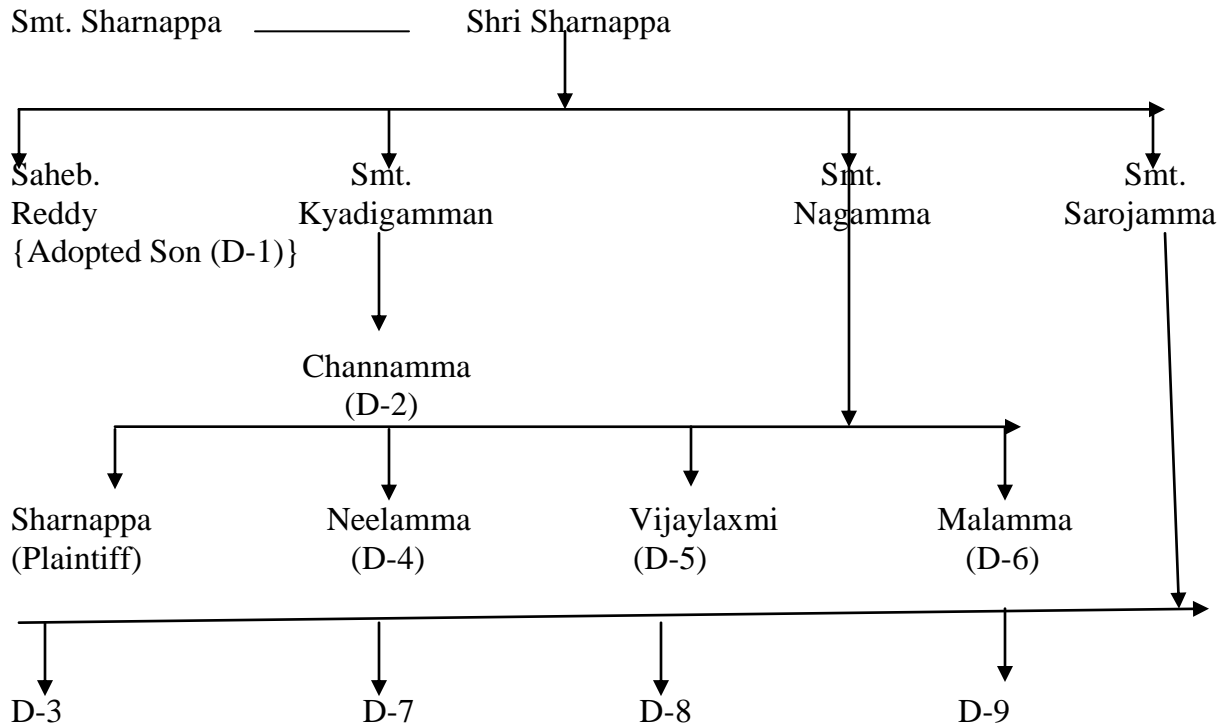 Smt. Sharnappa Shri Sharnappa
Saheb. Smt. Smt. Smt.
Reddy Kyadigamman Nagamma Sarojamma
{Adopted Son (D-1)}
Channamma
(D-2)
Sharnappa Neelamma Vijaylaxmi Malamma
(Plaintiff) (D-4) (D-5) (D-6)
D-3 D-7 D-8 D-9